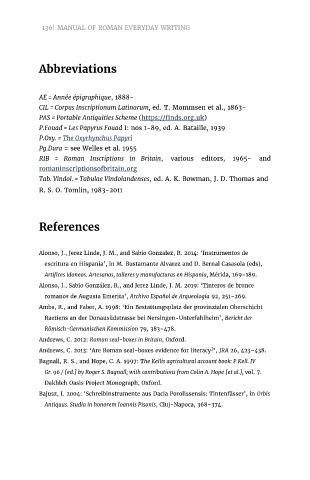 136| MANUAL OF ROMAN EVERYDAY WRITING
Abbreviations
AE = Année épigraphique, 1888–
CIL = Corpus Inscriptionum Latinarum, ed. T. Mommsen et al., 1863–
PAS = Portable Antiquities Scheme (https://finds.org.uk)
P.Fouad = Les Papyrus Fouad I: nos 1-89, ed. A. Bataille, 1939
P.Oxy. = The Oxyrhynchus Papyri
Pg.Dura = see Welles et al. 1955
RIB = Roman Inscriptions in Britain, various editors, 1965- and
romaninscriptionsofbritain.org
Tab. Vindol. = Tabulae Vindolandenses, ed. A. K. Bowman, J. D. Thomas and
R. S. O. Tomlin, 1983-2011
References
Alonso, J., Jerez Linde, J. M., and Sabio Gonzalez, R. 2014: 'Instrumentos de
escritura en Hispania', in M. Bustamante Alvarez and D. Bernal Casasola (eds),
Artifices idoneos. Artesanos, talleres y manufacturas en Hispania, Mérida, 169–189.
Alonso, J., Sabio González, R., and Jerez Linde, J. M. 2019: 'Tinteros de bronce
romanos de Augusta Emerita', Archivo Español de Arqueología 92, 251–269.
Ambs, R., and Faber, A. 1998: 'Ein Bestattungsplatz der provinzialen Oberschicht
Raetiens an der Donausüdstrasse bei Nersingen-Unterfahlheim', Bericht der
Römisch-Germanischen Kommission 79, 383–478.
Andrews, C. 2012: Roman seal-boxes in Britain, Oxford.
Andrews, C. 2013: 'Are Roman seal-boxes evidence for literacy?', JRA 26, 423–438.
Bagnall, R. S., and Hope, C. A. 1997: The Kellis agricultural account book: P. Kell. IV
Gr. 96 / [ed.] by Roger S. Bagnall; with contributions from Colin A. Hope [et al.], vol. 7.
Dakhleh Oasis Project Monograph, Oxford.
Bajusz, I. 2004: 'Schreibinstrumente aus Dacia Porolissensis: Tintenfässer', in Orbis
Antiquus. Studia in honorem Ioannis Pisonis, Cluj-Napoca, 368–374.